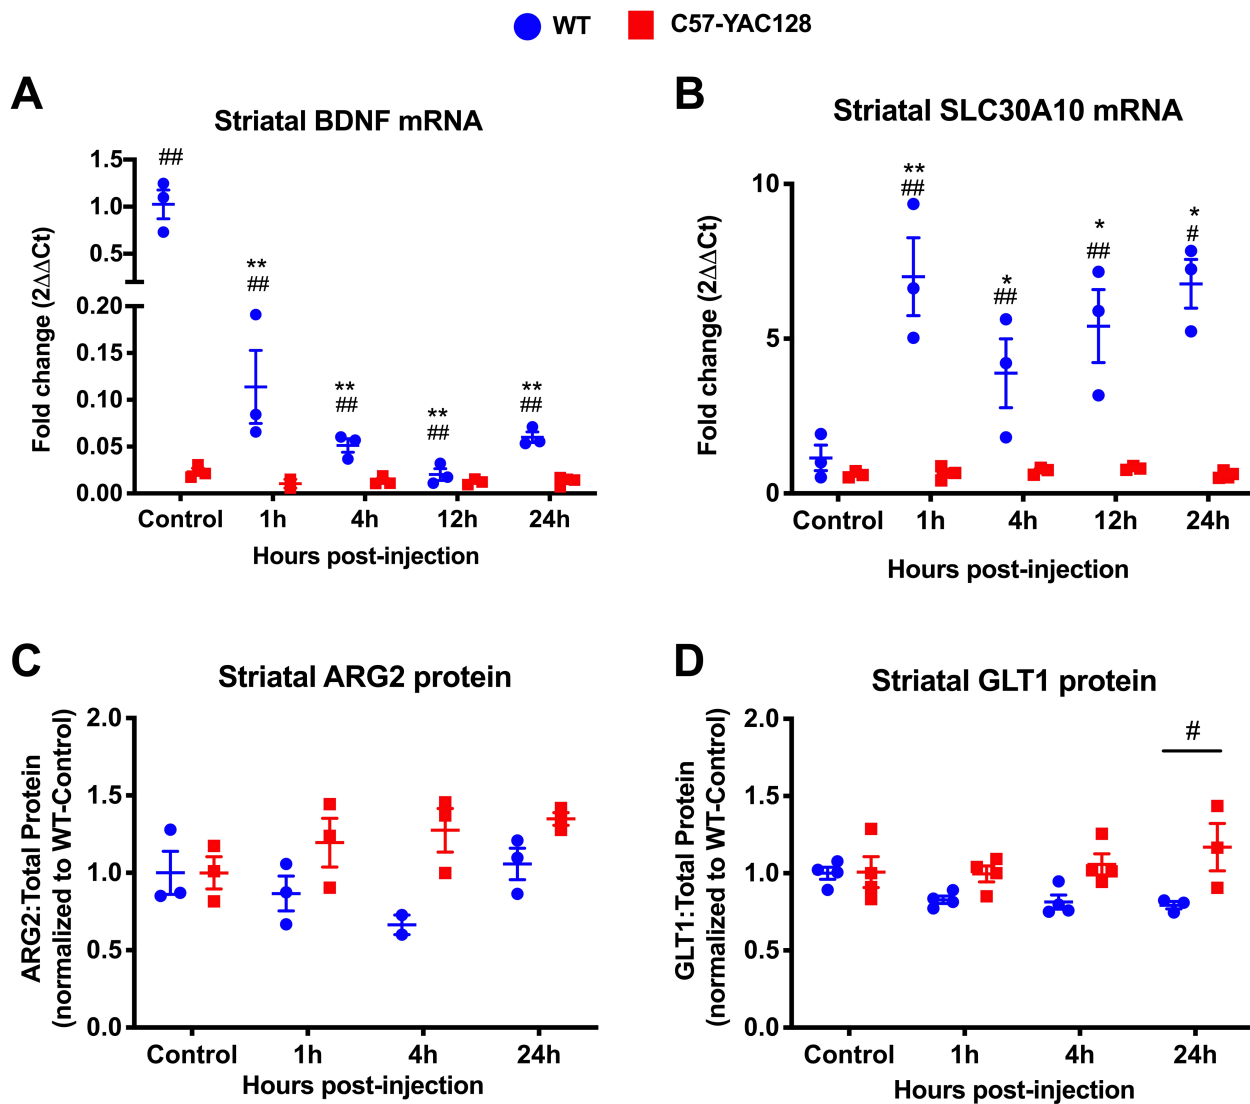 WT C57-YAC128
A
Striatal BDNF mRNA
Fold change (2ΔΔCt)
1.5
1.0
0.5
0.20
0.15
0.10
0.05
0.00
##
**
##
**
##
**
##
**
##
Control 1h 4h 12h 24h
Hours post-injection
B
Striatal SLC30A10 mRNA
Fold change (2ΔΔCt)
10
5
0
**
##
*
##
*
##
*
#
Control 1h 4h 12h 24h
Hours post-injection
C
Striatal ARG2 protein
ARG2:Total Protein
(normalized to WT-Control)
2.0
1.5
1.0
0.5
0.0
Control 1h 4h 24h
Hours post-injection
D
Striatal GLT1 protein
GLT1:Total Protein
(normalized to WT-Control)
2.0
1.5
1.0
0.5
0.0
#
Control 1h 4h 24h
Hours post-injection